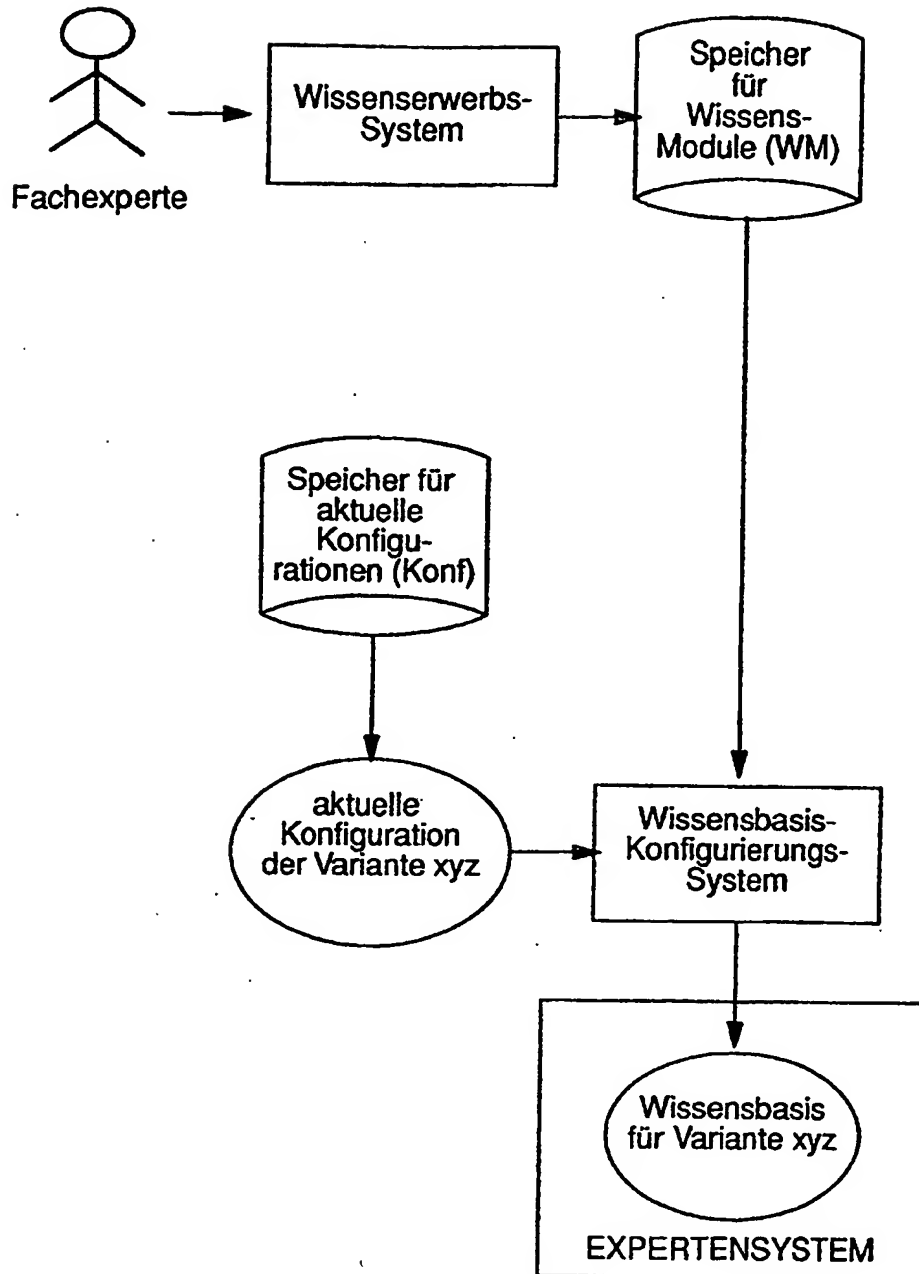 Fachexperte
Wissenserwerbs-
System
Speicher
für
Wissens-
Module (WM)
Speicher für
aktuelle
Konfigu-
rationen (Konf)
aktuelle
Konfiguration
der Variante xyz
Wissensbasis-
Konfigurierungs-
System
Wissensbasis
für Variante xyz
EXPERTENSYSTEM